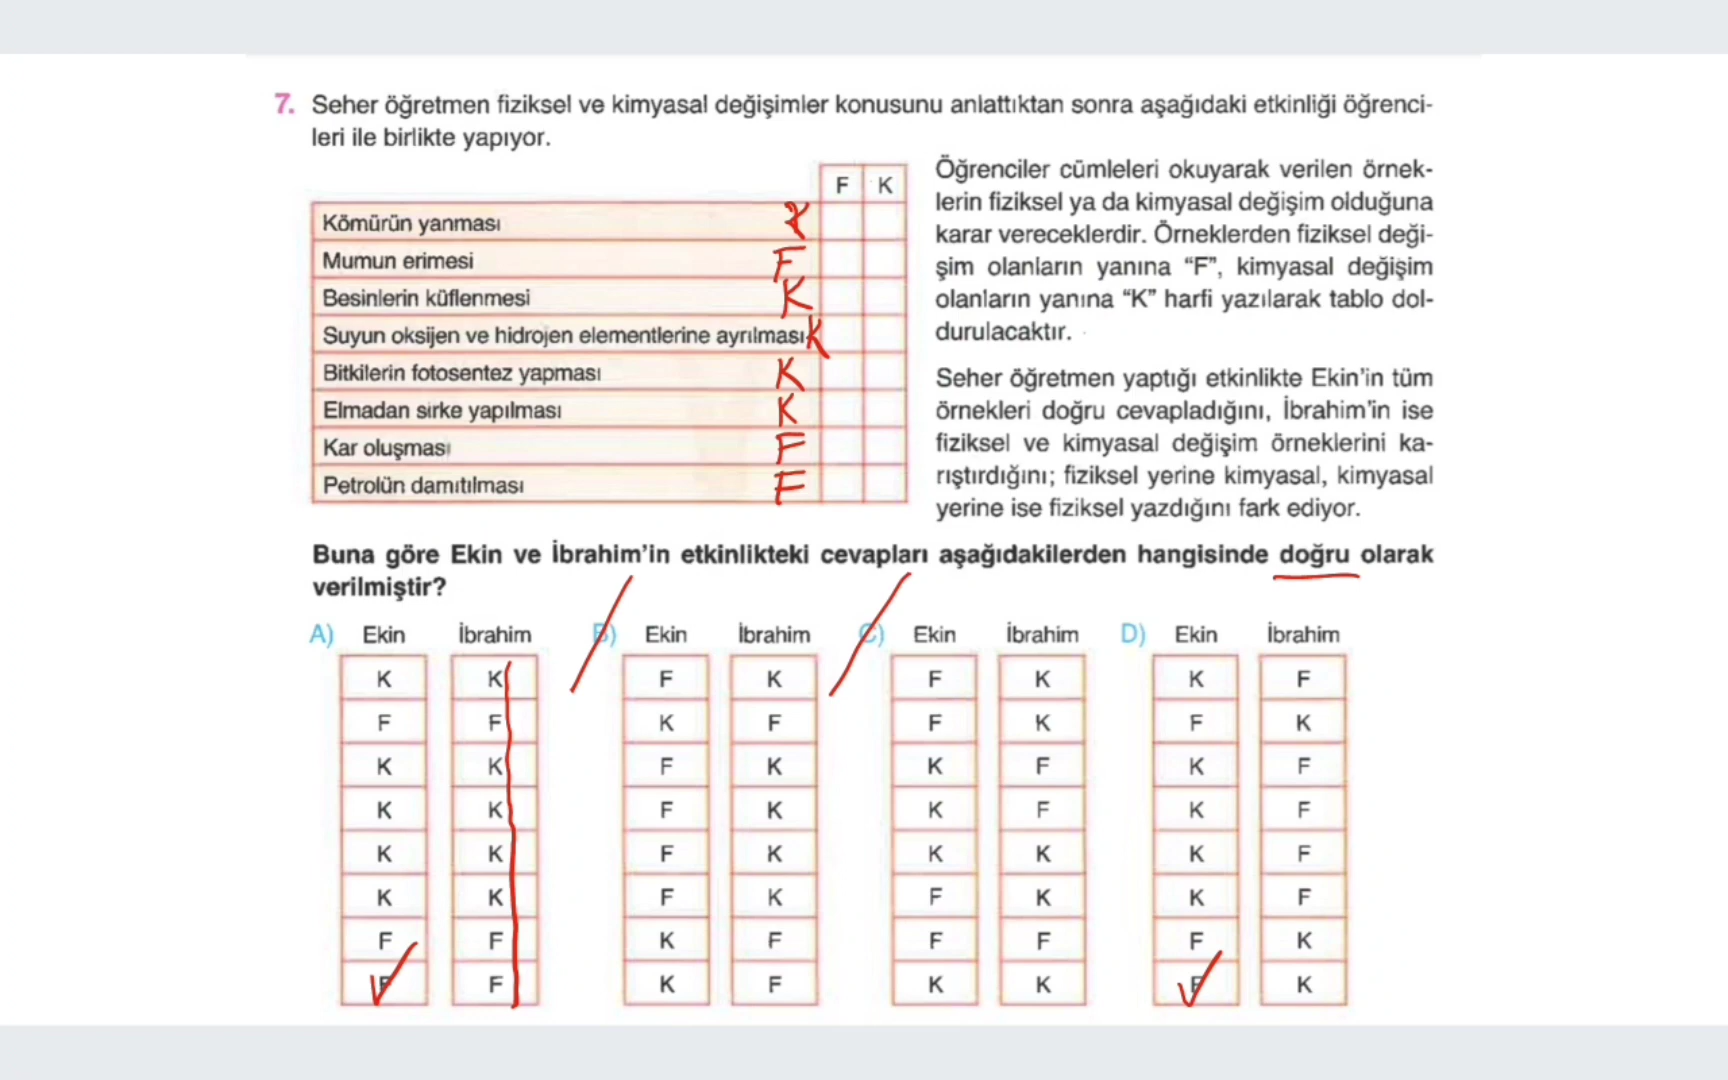 7. Seher öğretmen fiziksel ve kimyasal değişimler konusunu anlattıktan sonra aşağıdaki etkinliği öğrenci-
leri ile birlikte yapıyor.
F K
Kömürün yanması K
Mumun erimesi F
Besinlerin küflenmesi K
Suyun oksijen ve hidrojen elementlerine ayrılması K
Bitkilerin fotosentez yapması K
Elmadan sirke yapılması K
Kar oluşması F
Petrolün damıtılması F
Öğrenciler cümleleri okuyarak verilen örnek-
lerin fiziksel ya da kimyasal değişim olduğuna
karar vereceklerdir. Örneklerden fiziksel deği-
şim olanların yanına “F”, kimyasal değişim
olanların yanına “K” harfi yazılarak tablo dol-
durulacaktır.
Seher öğretmen yaptığı etkinlikte Ekin’in tüm
örnekleri doğru cevapladığını, İbrahim’in ise
fiziksel ve kimyasal değişim örneklerini ka-
rıştırdığını; fiziksel yerine kimyasal, kimyasal
yerine ise fiziksel yazdığını fark ediyor.
Buna göre Ekin ve İbrahim’in etkinlikteki cevapları aşağıdakilerden hangisinde doğru olarak
verilmiştir?
A) Ekin İbrahim B) Ekin İbrahim C) Ekin İbrahim D) Ekin İbrahim
K K F K F K K F
F F K F F K F K
K K F K K F K F
K K F K K F K F
K K F K K K K F
K K F K F K K F
F F K F F F F K
F F K F K K F K